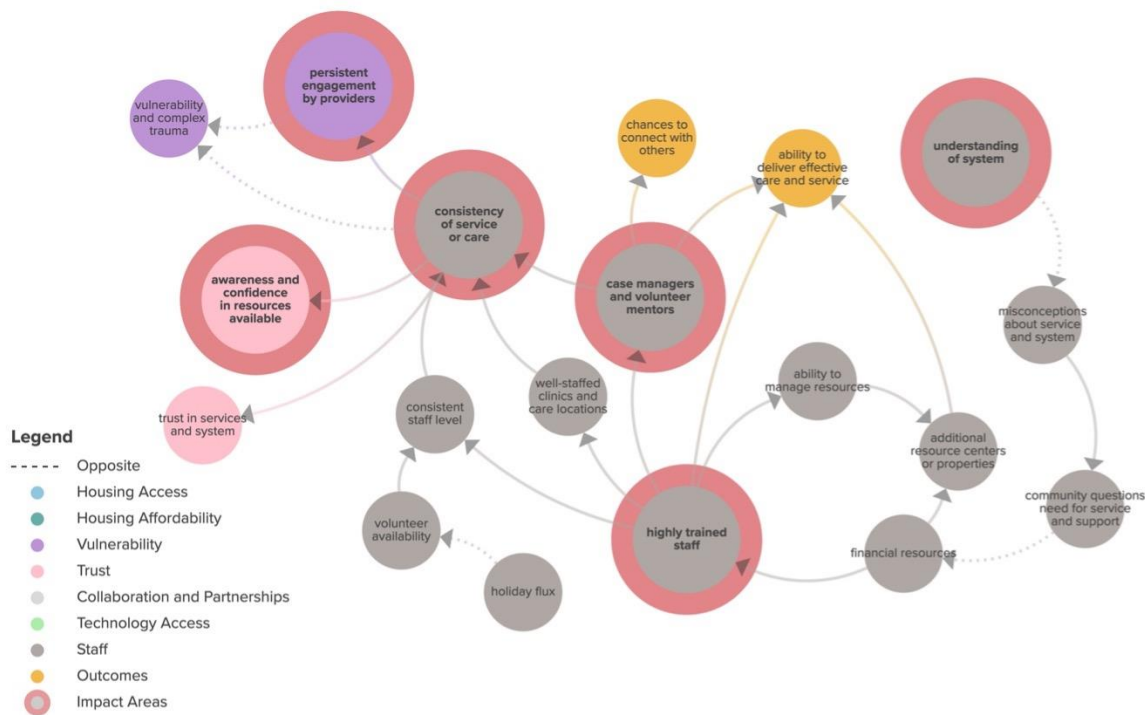 persistent
engagement
by providers
vulnerability
and complex
trauma
chances to
connect with
others
ability to
deliver effective
care and service
understanding
of system
consistency
of service
or care
awareness and
confidence
in resources
available
case managers
and volunteer
mentors
misconceptions
about service
and system
trust in services
and system
consistent
staff level
well-staffed
clinics and
care locations
ability to
manage resources
additional
resource centers
or properties
community questions
need for service
and support
volunteer
availability
highly trained
staff
financial resources
holiday flux
Legend
Opposite
Housing Access
Housing Affordability
Vulnerability
Trust
Collaboration and Partnerships
Technology Access
Staff
Outcomes
Impact Areas